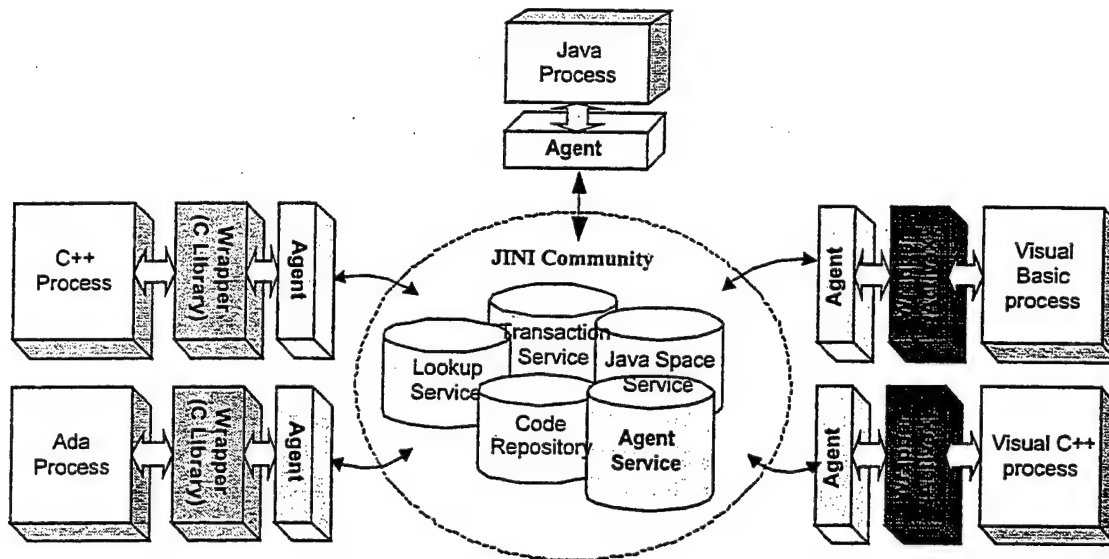 Java
Process
Agent
C++
Process
Wrapper
(C Library)
Agent
JINI Community
Transaction
Service
Lookup
Service
Java Space
Service
Code
Repository
Agent
Service
Agent
Visual
Basic
process
Ada
Process
Wrapper
(C Library)
Agent
Agent
Visual C++
process